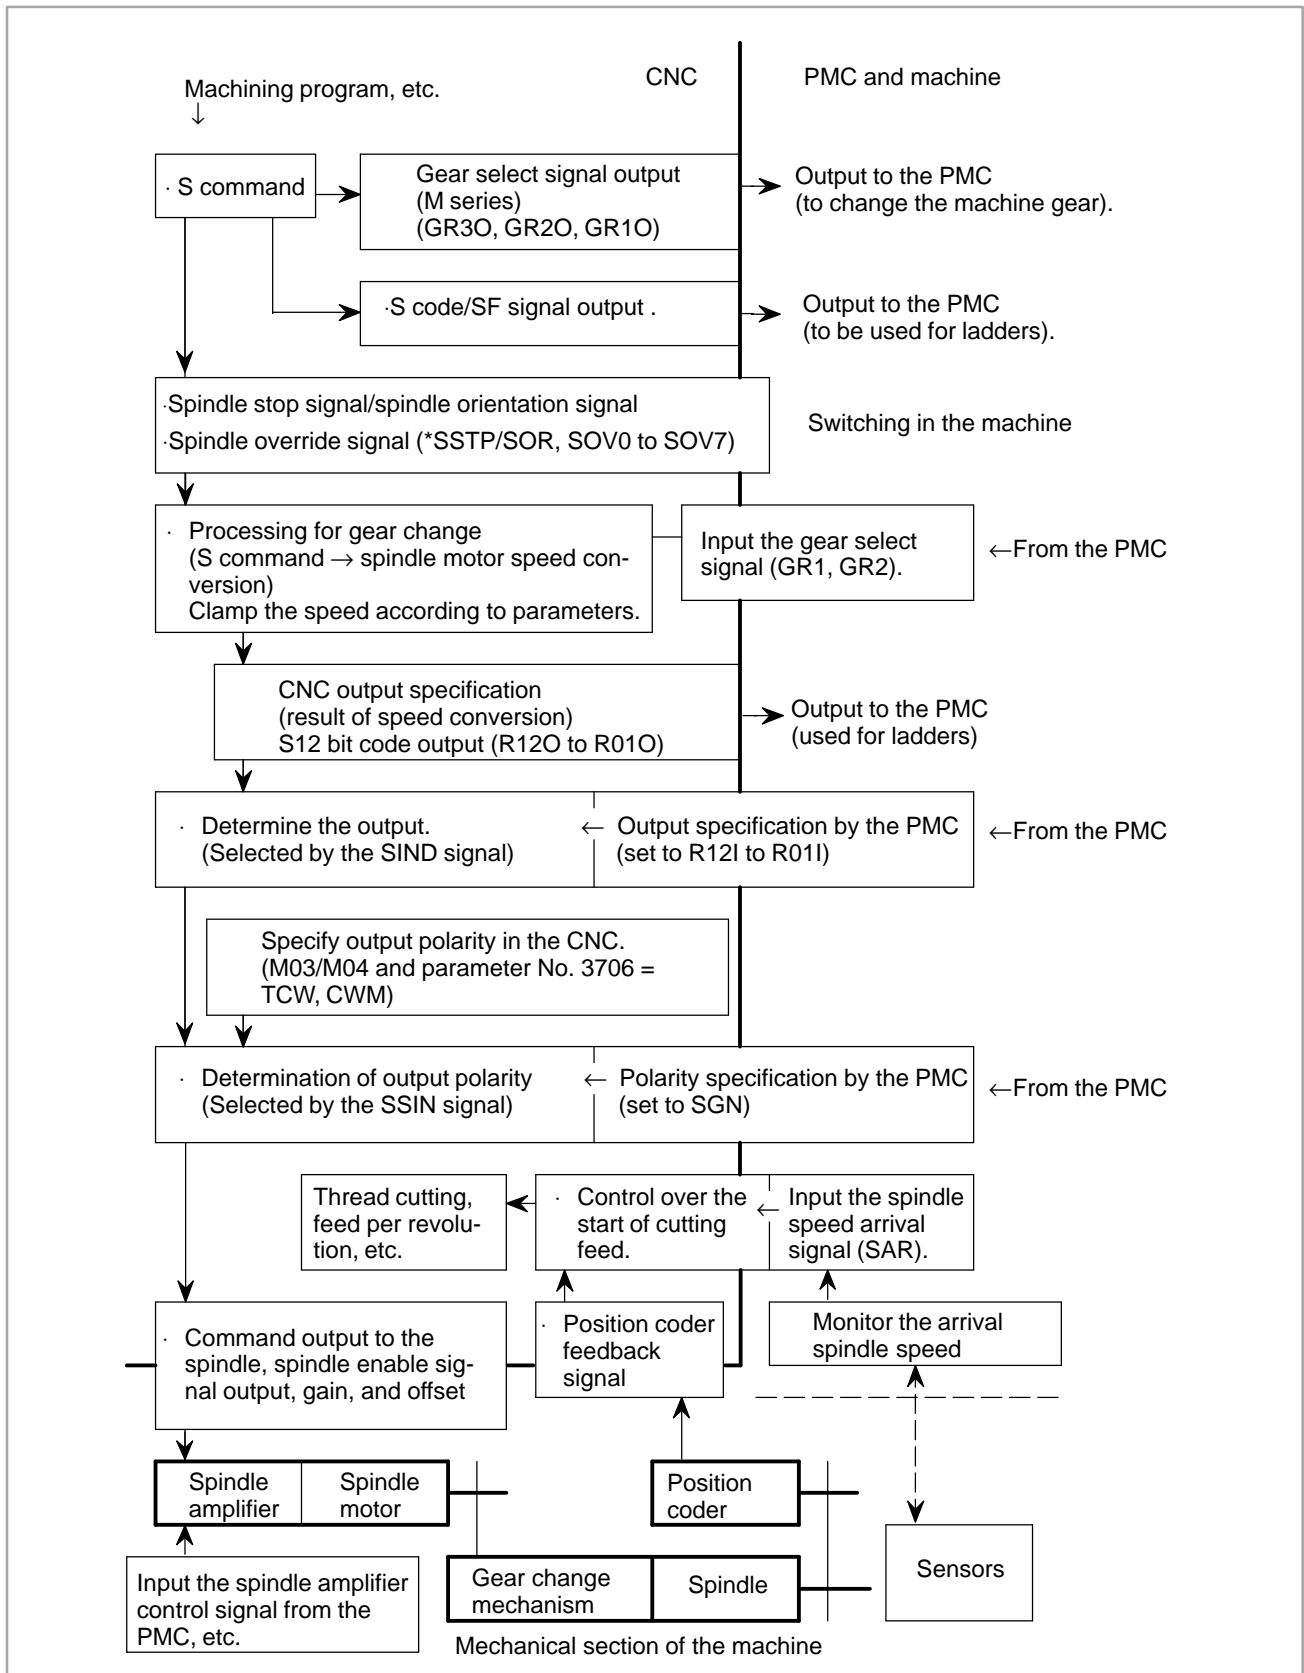 CNC
PMC and machine
Machining program, etc.
↓
· S command
Gear select signal output
(M series)
(GR3O, GR2O, GR1O)
Output to the PMC
(to change the machine gear).
·S code/SF signal output .
Output to the PMC
(to be used for ladders).
·Spindle stop signal/spindle orientation signal
·Spindle override signal (*SSTP/SOR, SOV0 to SOV7)
Switching in the machine
· Processing for gear change
(S command → spindle motor speed con-
version)
Clamp the speed according to parameters.
Input the gear select
signal (GR1, GR2).
←From the PMC
CNC output specification
(result of speed conversion)
S12 bit code output (R12O to R01O)
Output to the PMC
(used for ladders)
· Determine the output.
(Selected by the SIND signal)
← Output specification by the PMC
(set to R12I to R01I)
←From the PMC
Specify output polarity in the CNC.
(M03/M04 and parameter No. 3706 =
TCW, CWM)
· Determination of output polarity
(Selected by the SSIN signal)
← Polarity specification by the PMC
(set to SGN)
←From the PMC
Thread cutting,
feed per revolu-
tion, etc.
· Control over the
start of cutting
feed.
← Input the spindle
speed arrival
signal (SAR).
· Command output to the
spindle, spindle enable sig-
nal output, gain, and offset
· Position coder
feedback
signal
Monitor the arrival
spindle speed
Spindle
amplifier
Spindle
motor
Position
coder
Sensors
Input the spindle amplifier
control signal from the
PMC, etc.
Gear change
mechanism
Spindle
Mechanical section of the machine